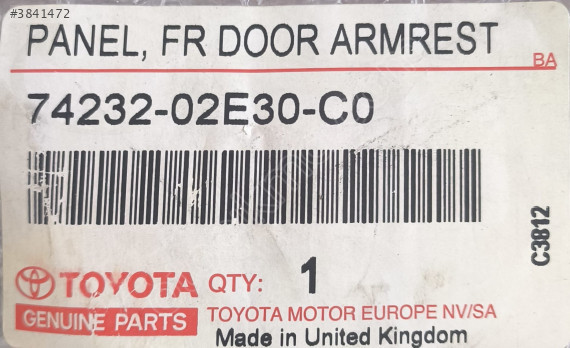 #3841472
PANEL, FR DOOR ARMREST
BA
74232-02E30-C0
C3812
TOYOTA QTY: 1
GENUINE PARTS TOYOTA MOTOR EUROPE NV/SA
Made in United Kingdom